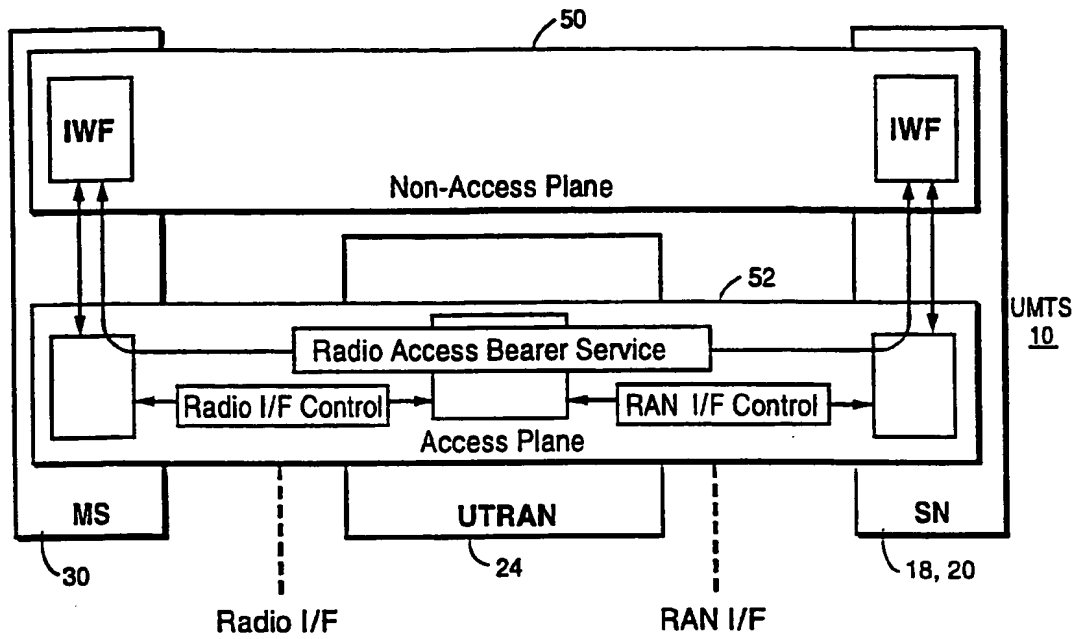 50
IWF
IWF
Non-Access Plane
52
UMTS
10
Radio Access Bearer Service
Radio I/F Control
RAN I/F Control
Access Plane
MS
UTRAN
SN
30
24
18, 20
Radio I/F
RAN I/F